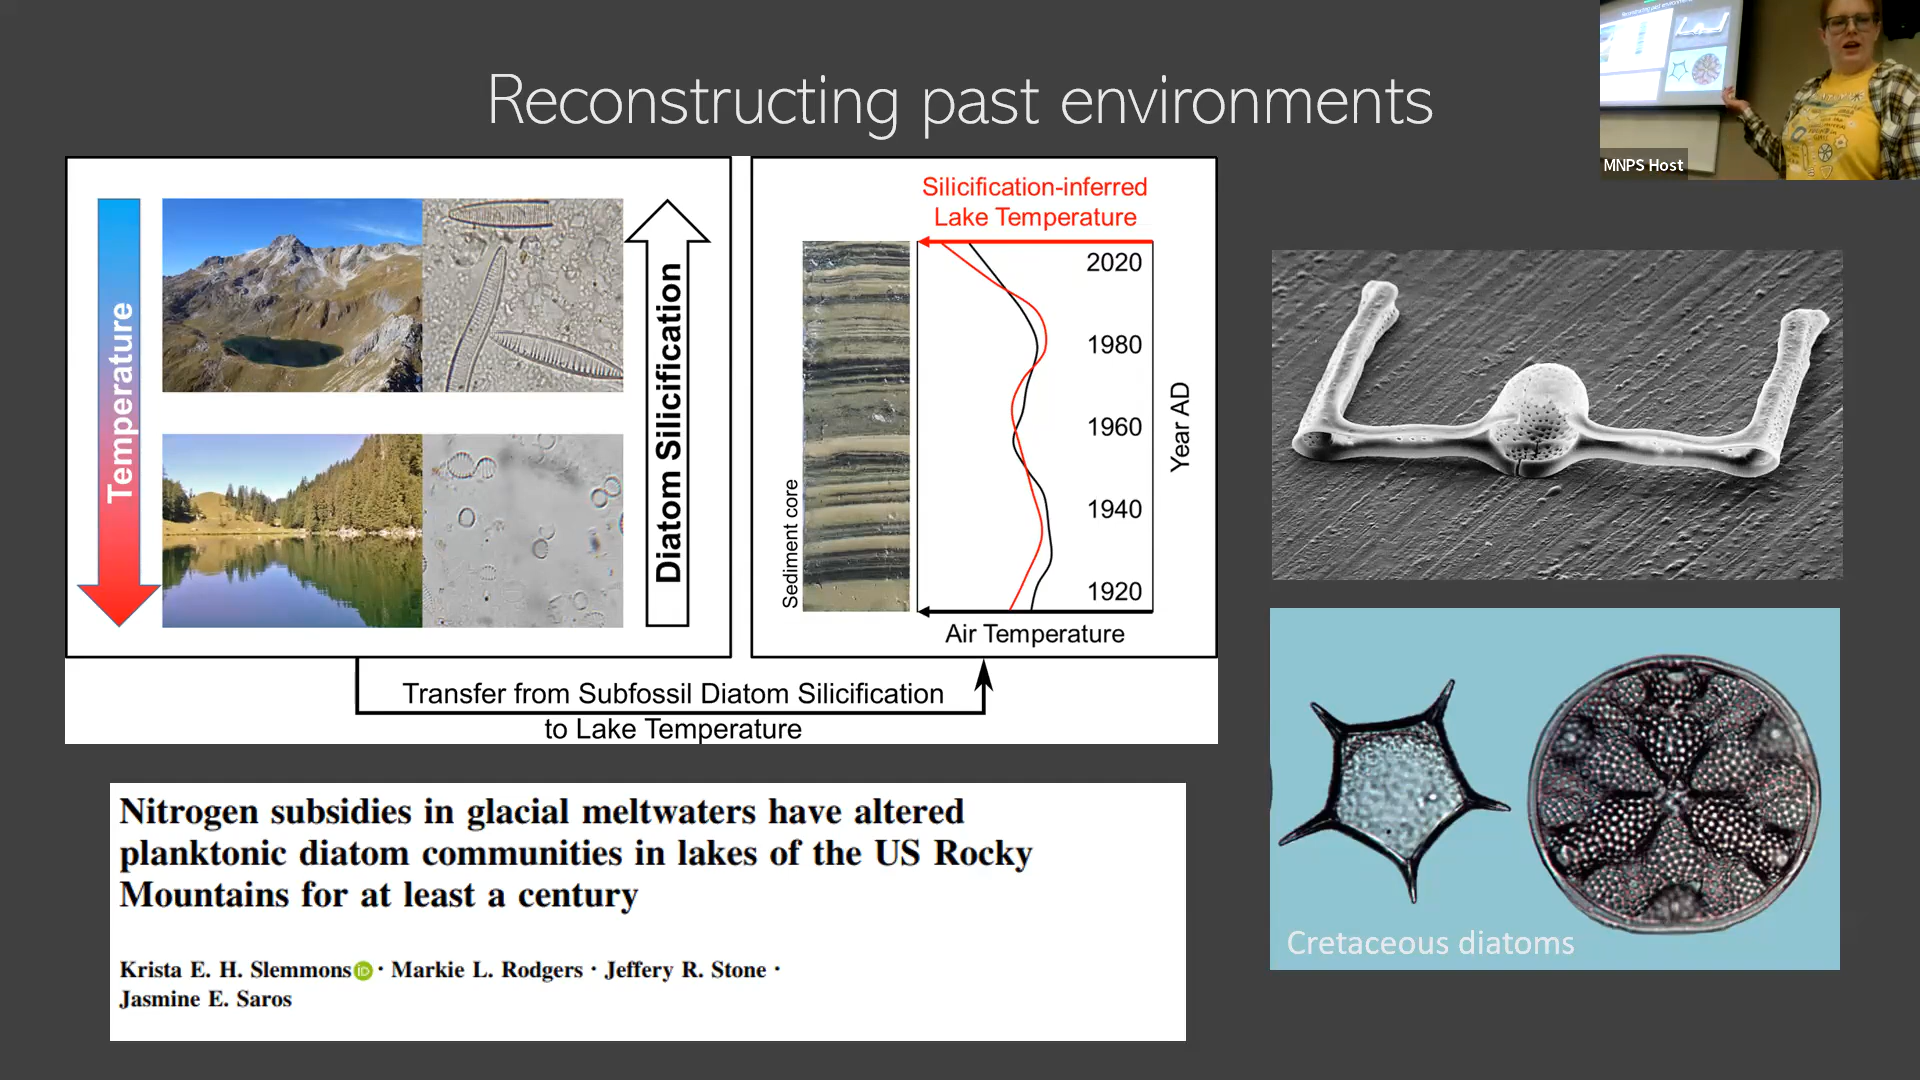 Reconstructing past environments
MNPS Host
Temperature
Diatom Silicification
Silicification-inferred
Lake Temperature
Sediment core
2020
1980
1960
1940
1920
Year AD
Air Temperature
Transfer from Subfossil Diatom Silicification
to Lake Temperature
Nitrogen subsidies in glacial meltwaters have altered
planktonic diatom communities in lakes of the US Rocky
Mountains for at least a century
Krista E. H. Slemmons iD · Markie L. Rodgers · Jeffery R. Stone ·
Jasmine E. Saros
Cretaceous diatoms